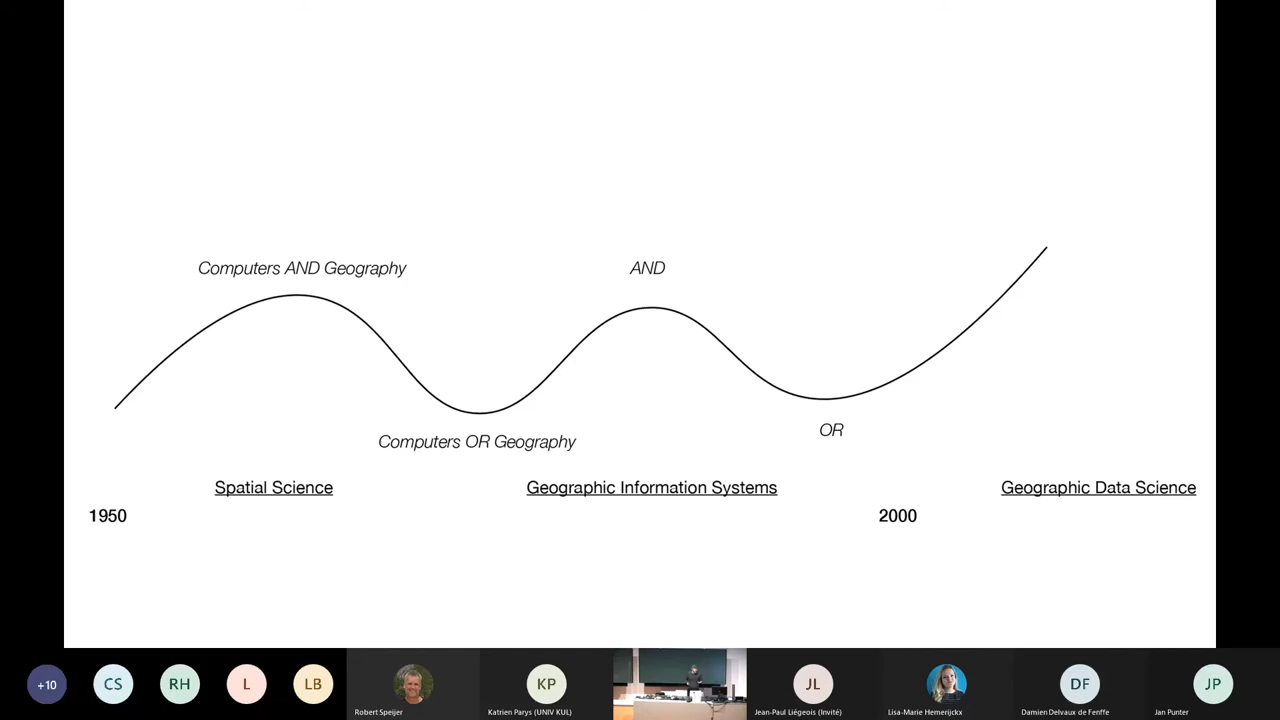 Computers AND Geography
AND
Computers OR Geography
OR
Spatial Science
Geographic Information Systems
Geographic Data Science
1950
2000
+10
CS
RH
L
LB
Robert Speijer
KP
Katrien Parys (UNIV KUL)
JL
Jean-Paul Liégeois (Invité)
Lisa-Marie Hemerijckx
DF
Damien Delvaux de Fenffe
JP
Jan Punter